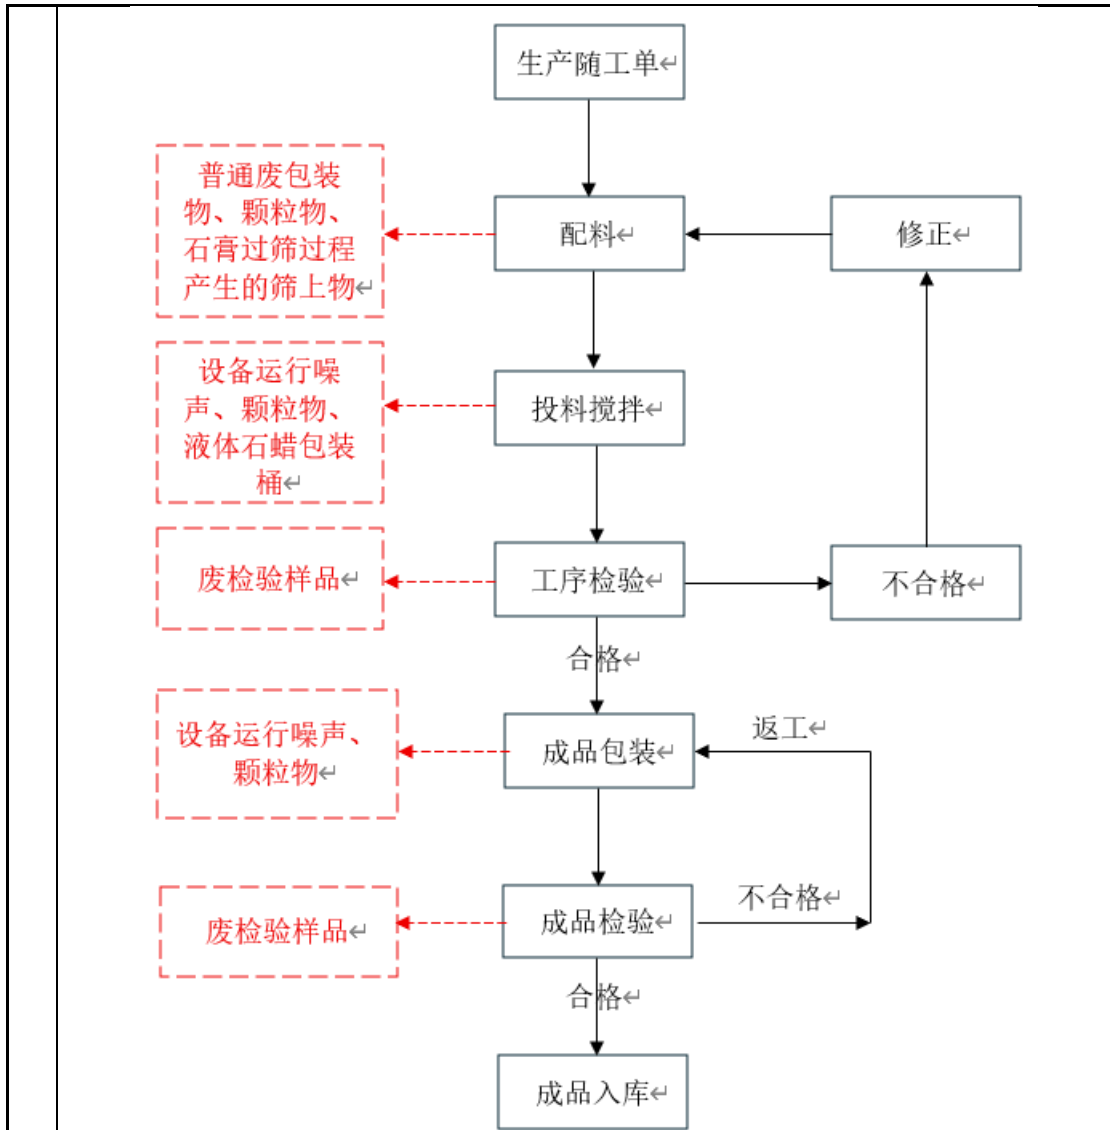 生产随工单↵
普通废包装
物、颗粒物、
石膏过筛过程
产生的筛上物↵
配料↵
修正↵
设备运行噪
声、颗粒物、
液体石蜡包装
桶↵
投料搅拌↵
废检验样品↵
工序检验↵
不合格↵
合格↵
设备运行噪声、
颗粒物↵
成品包装↵
返工↵
废检验样品↵
成品检验↵
不合格↵
合格↵
成品入库↵